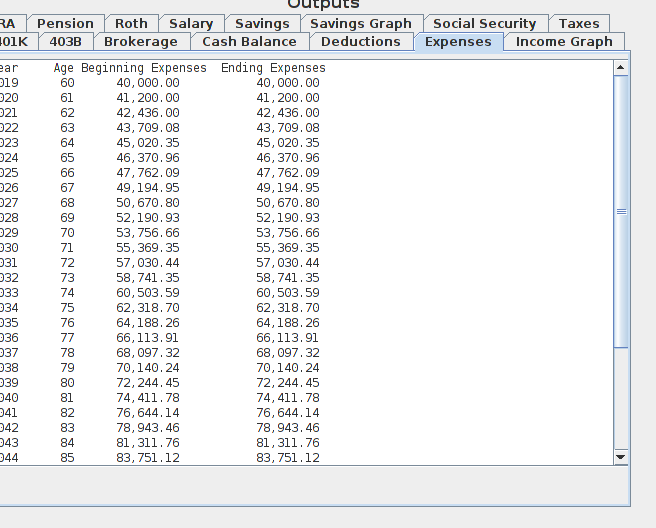 Outputs
RA Pension Roth Salary Savings Savings Graph Social Security Taxes
401K 403B Brokerage Cash Balance Deductions Expenses Income Graph
ear Age Beginning Expenses Ending Expenses
019 60 40,000.00 40,000.00
020 61 41,200.00 41,200.00
021 62 42,436.00 42,436.00
022 63 43,709.08 43,709.08
023 64 45,020.35 45,020.35
024 65 46,370.96 46,370.96
025 66 47,762.09 47,762.09
026 67 49,194.95 49,194.95
027 68 50,670.80 50,670.80
028 69 52,190.93 52,190.93
029 70 53,756.66 53,756.66
030 71 55,369.35 55,369.35
031 72 57,030.44 57,030.44
032 73 58,741.35 58,741.35
033 74 60,503.59 60,503.59
034 75 62,318.70 62,318.70
035 76 64,188.26 64,188.26
036 77 66,113.91 66,113.91
037 78 68,097.32 68,097.32
038 79 70,140.24 70,140.24
039 80 72,244.45 72,244.45
040 81 74,411.78 74,411.78
041 82 76,644.14 76,644.14
042 83 78,943.46 78,943.46
043 84 81,311.76 81,311.76
044 85 83,751.12 83,751.12